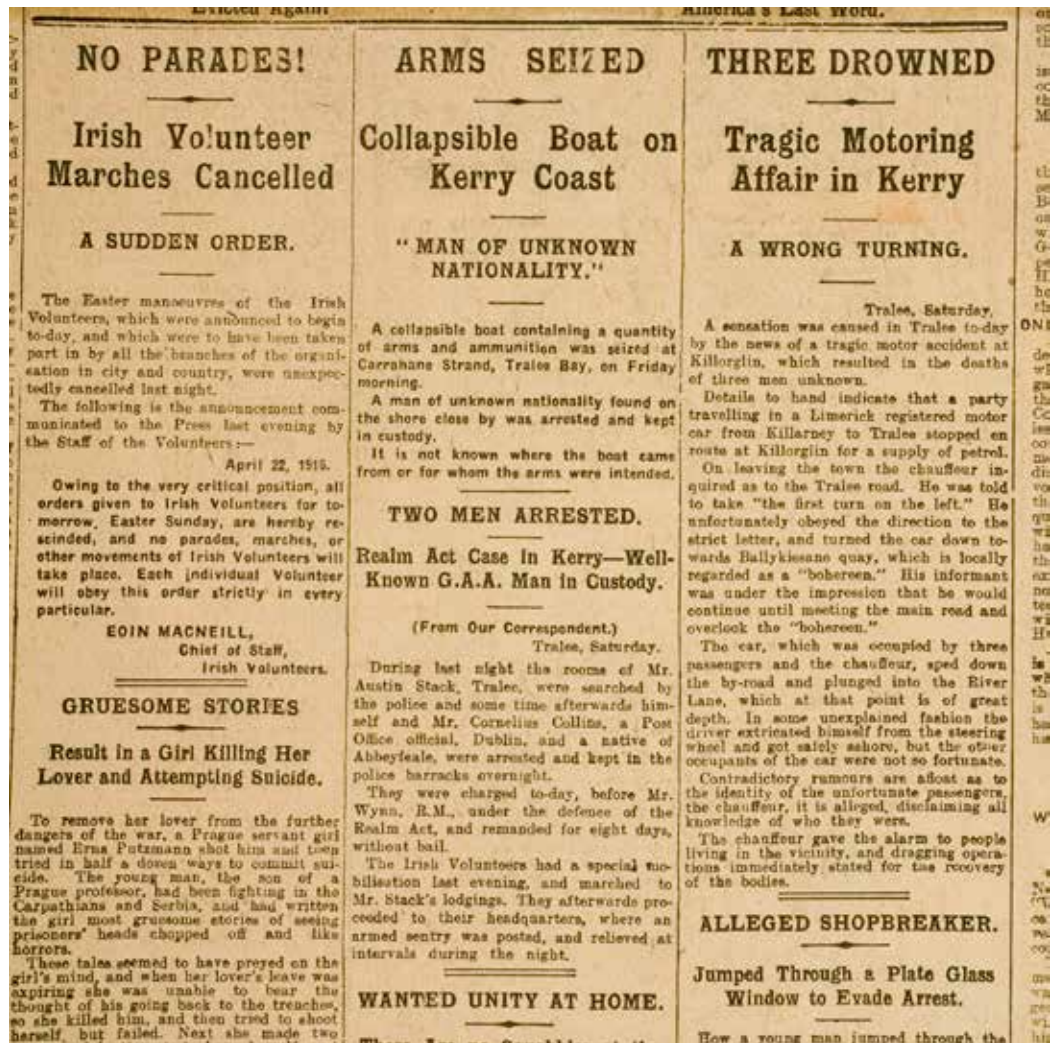 Evicted Again!
America's Last Word.
NO PARADES!
Irish Volunteer
Marches Cancelled
A SUDDEN ORDER.
The Easter manoeuvres of the Irish
Volunteers, which were announced to begin
to-day, and which were to have been taken
part in by all the branches of the organi-
sation in city and country, were unexpec-
tedly cancelled last night.
The following is the announcement com-
municated to the Press last evening by
the Staff of the Volunteers:—
April 22, 1916.
Owing to the very critical position, all
orders given to Irish Volunteers for to-
morrow, Easter Sunday, are hereby re-
scinded, and no parades, marches, or
other movements of Irish Volunteers will
take place. Each individual Volunteer
will obey this order strictly in every
particular.
EOIN MACNEILL,
Chief of Staff,
Irish Volunteers.
GRUESOME STORIES
Result in a Girl Killing Her
Lover and Attempting Suicide.
To remove her lover from the further
dangers of the war, a Prague servant girl
named Erna Putzmann shot him and then
tried in half a dozen ways to commit sui-
cide. The young man, the son of a
Prague professor, had been fighting in the
Carpathians and Serbia, and had written
the girl most gruesome stories of seeing
prisoners' heads chopped off and like
horrors.
These tales seemed to have preyed on the
girl's mind, and when her lover's leave was
expiring she was unable to bear the
thought of his going back to the trenches,
so she killed him, and then tried to shoot
herself, but failed. Next she made two
ARMS SEIZED
Collapsible Boat on
Kerry Coast
"MAN OF UNKNOWN
NATIONALITY."
A collapsible boat containing a quantity
of arms and ammunition was seized at
Carrahane Strand, Tralee Bay, on Friday
morning.
A man of unknown nationality found on
the shore close by was arrested and kept
in custody.
It is not known where the boat came
from or for whom the arms were intended.
TWO MEN ARRESTED.
Realm Act Case in Kerry—Well-
Known G.A.A. Man in Custody.
(From Our Correspondent.)
Tralee, Saturday.
During last night the rooms of Mr.
Austin Stack, Tralee, were searched by
the police and some time afterwards him-
self and Mr. Cornelius Collins, a Post
Office official, Dublin, and a native of
Abbeyfeale, were arrested and kept in the
police barracks overnight.
They were charged to-day, before Mr.
Wynn, R.M., under the defence of the
Realm Act, and remanded for eight days,
without bail.
The Irish Volunteers had a special mo-
bilisation last evening, and marched to
Mr. Stack's lodgings. They afterwards pro-
ceeded to their headquarters, where an
armed sentry was posted, and relieved at
intervals during the night.
WANTED UNITY AT HOME.
THREE DROWNED
Tragic Motoring
Affair in Kerry
A WRONG TURNING.
Tralee, Saturday.
A sensation was caused in Tralee to-day
by the news of a tragic motor accident at
Killorglin, which resulted in the deaths
of three men unknown.
Details to hand indicate that a party
travelling in a Limerick registered motor
car from Killarney to Tralee stopped en
route at Killorglin for a supply of petrol.
On leaving the town the chauffeur in-
quired as to the Tralee road. He was told
to take "the first turn on the left." He
unfortunately obeyed the direction to the
strict letter, and turned the car down to-
wards Ballykissane quay, which is locally
regarded as a "bohereen." His informant
was under the impression that he would
continue until meeting the main road and
overlook the "bohereen."
The car, which was occupied by three
passengers and the chauffeur, sped down
the by-road and plunged into the River
Lane, which at that point is of great
depth. In some unexplained fashion the
driver extricated himself from the steering
wheel and got safely ashore, but the other
occupants of the car were not so fortunate.
Contradictory rumours are afloat as to
the identity of the unfortunate passengers,
the chauffeur, it is alleged, disclaiming all
knowledge of who they were.
The chauffeur gave the alarm to people
living in the vicinity, and dragging opera-
tions immediately stated for the recovery
of the bodies.
ALLEGED SHOPBREAKER.
Jumped Through a Plate Glass
Window to Evade Arrest.
How a young man jumped through the